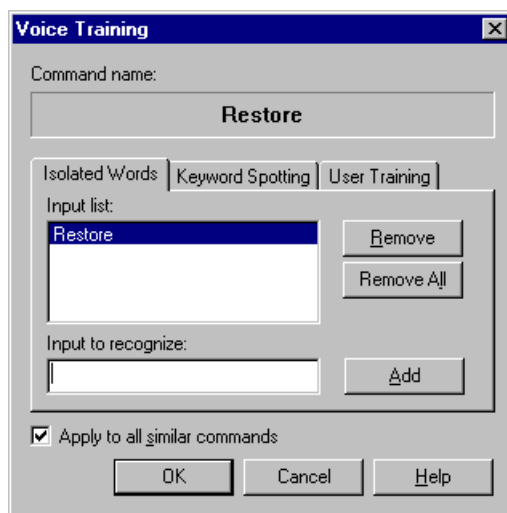 Voice Training
Command name:
Restore
Isolated Words Keyword Spotting User Training
Input list:
Restore
Remove
Remove All
Input to recognize:
Add
Apply to all similar commands
OK Cancel Help